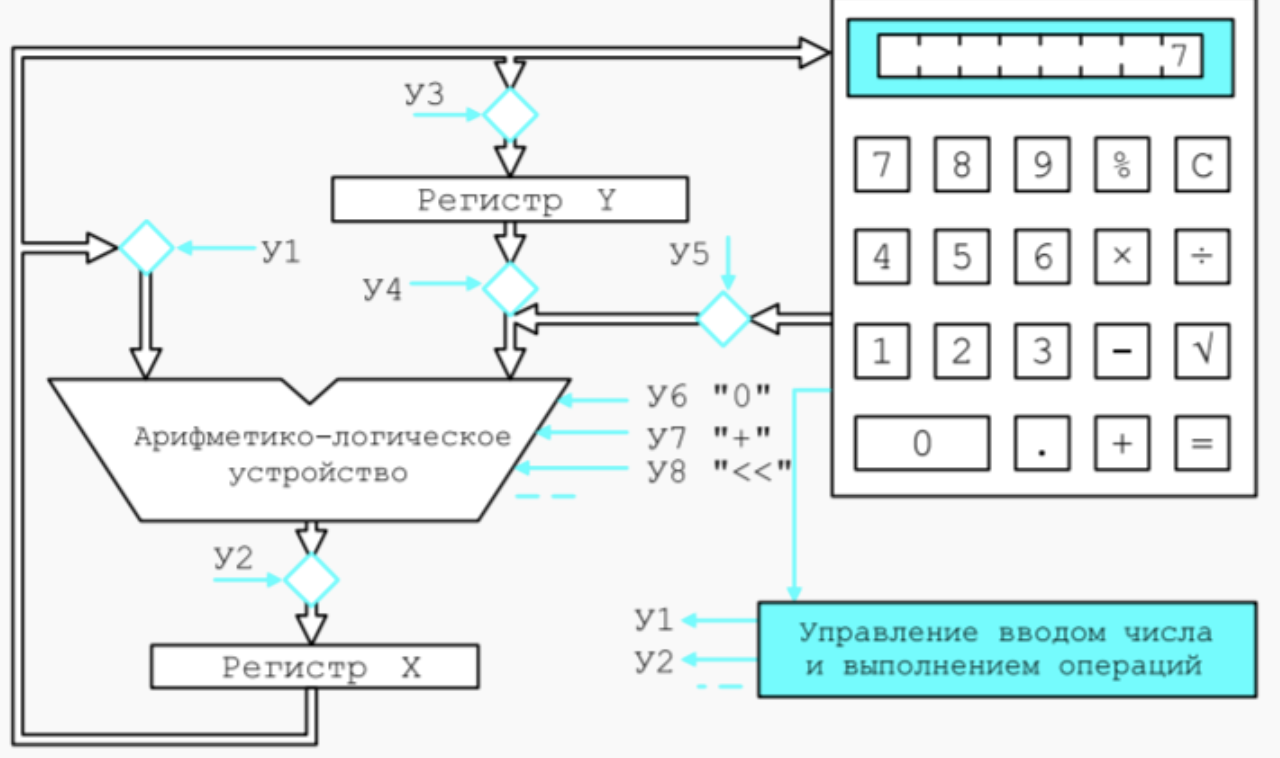 7
У3
Регистр Y
7 8 9 % C
У1
У5
У4
4 5 6 × ÷
1 2 3 - √
У6 "0"
У7 "+"
У8 "<<"
Арифметико-логическое
устройство
0 . + =
У2
Регистр X
У1
У2
Управление вводом числа
и выполнением операций